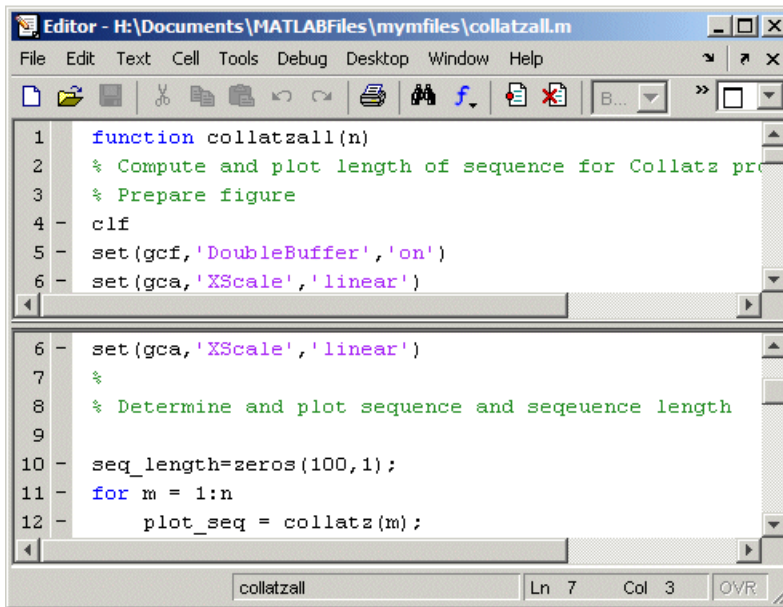 Editor - H:\Documents\MATLABFiles\mymfiles\collatzall.m
File Edit Text Cell Tools Debug Desktop Window Help
B...
1 function collatzall(n)
2 % Compute and plot length of sequence for Collatz pro
3 % Prepare figure
4 - clf
5 - set(gcf,'DoubleBuffer','on')
6 - set(gca,'XScale','linear')
6 - set(gca,'XScale','linear')
7 %
8 % Determine and plot sequence and seqeuence length
9
10 - seq_length=zeros(100,1);
11 - for m = 1:n
12 - plot_seq = collatz(m);
collatzall Ln 7 Col 3 OVR